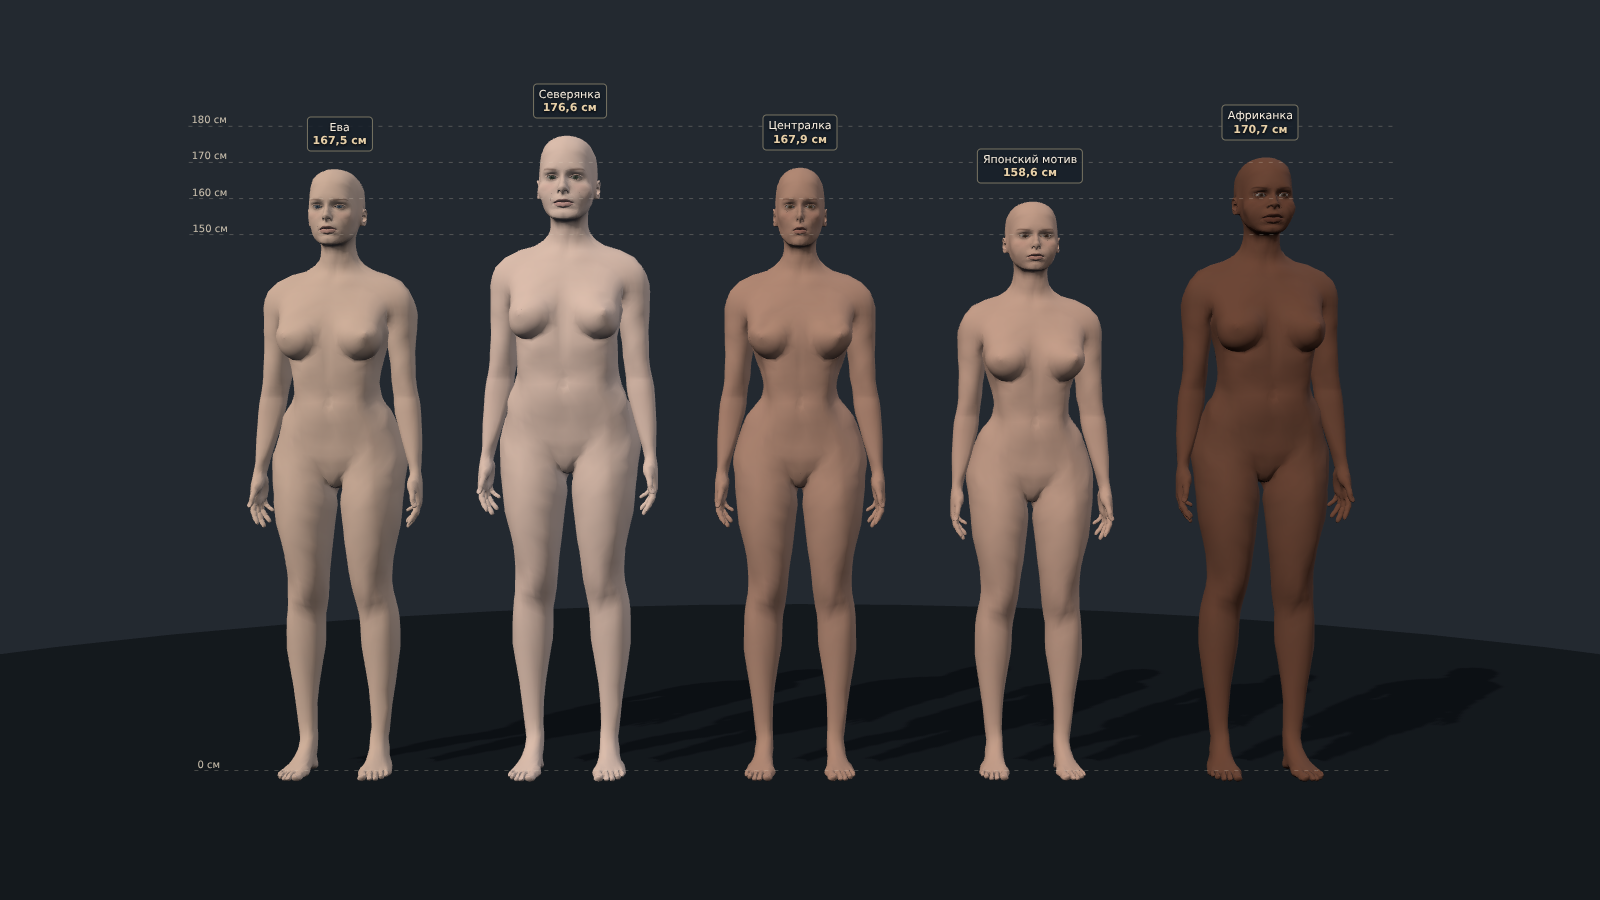 Северянка
176,6 см
Африканка
170,7 см
180 см
Ева
167,5 см
Централка
167,9 см
170 см
Японский мотив
158,6 см
160 см
150 см
0 см